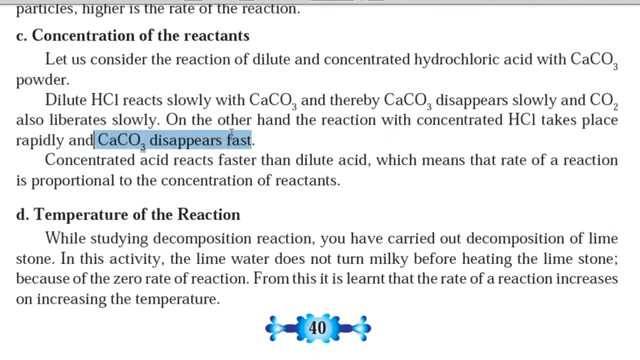 particles, higher is the rate of the reaction.
c. Concentration of the reactants
Let us consider the reaction of dilute and concentrated hydrochloric acid with CaCO₃
powder.
Dilute HCl reacts slowly with CaCO₃ and thereby CaCO₃ disappears slowly and CO₂
also liberates slowly. On the other hand the reaction with concentrated HCl takes place
rapidly and CaCO₃ disappears fast.
Concentrated acid reacts faster than dilute acid, which means that rate of a reaction
is proportional to the concentration of reactants.
d. Temperature of the Reaction
While studying decomposition reaction, you have carried out decomposition of lime
stone. In this activity, the lime water does not turn milky before heating the lime stone;
because of the zero rate of reaction. From this it is learnt that the rate of a reaction increases
on increasing the temperature.
40